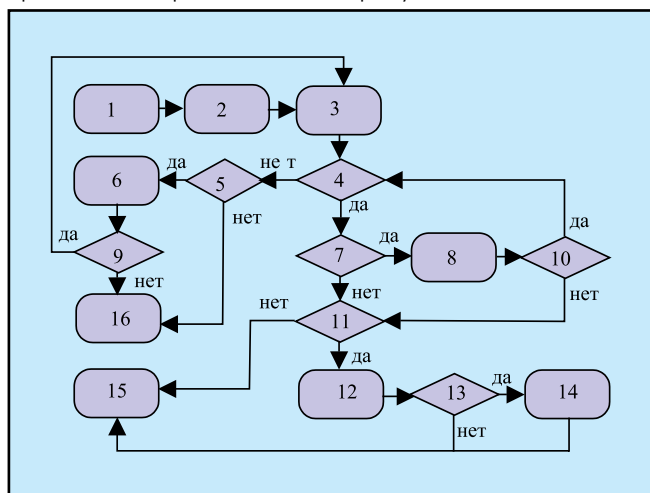 1 2 3
да не т
6 5 4
нет да да
да 9 7 да 8 10
нет нет нет
16 нет 11
да
15 12 13 да 14
нет